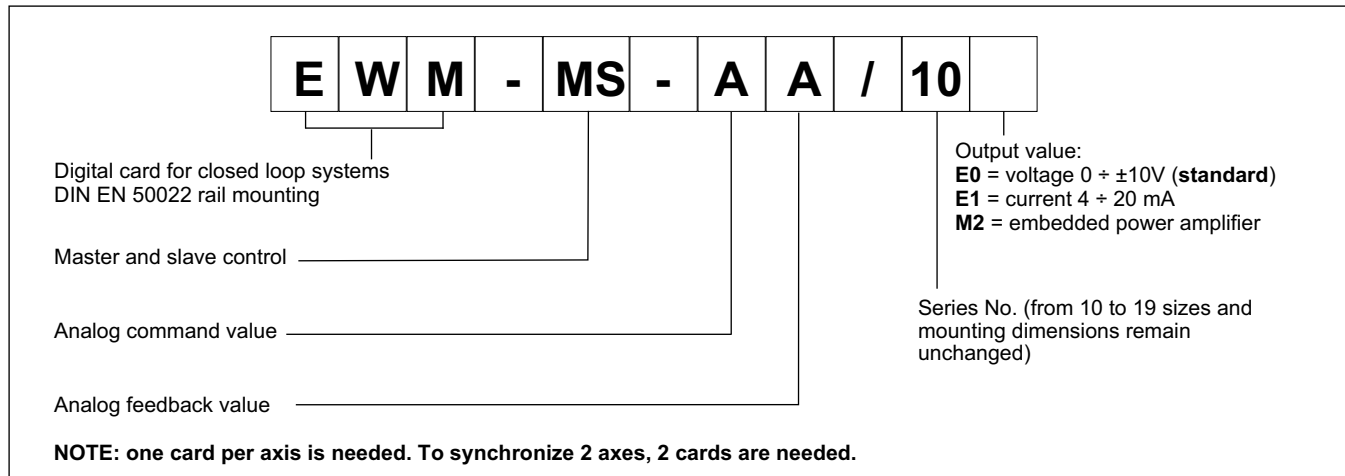 E W M - MS - A A / 10
Digital card for closed loop systems
DIN EN 50022 rail mounting
Master and slave control
Analog command value
Analog feedback value
Output value:
E0 = voltage 0 ÷ ±10V (standard)
E1 = current 4 ÷ 20 mA
M2 = embedded power amplifier
Series No. (from 10 to 19 sizes and
mounting dimensions remain
unchanged)
NOTE: one card per axis is needed. To synchronize 2 axes, 2 cards are needed.